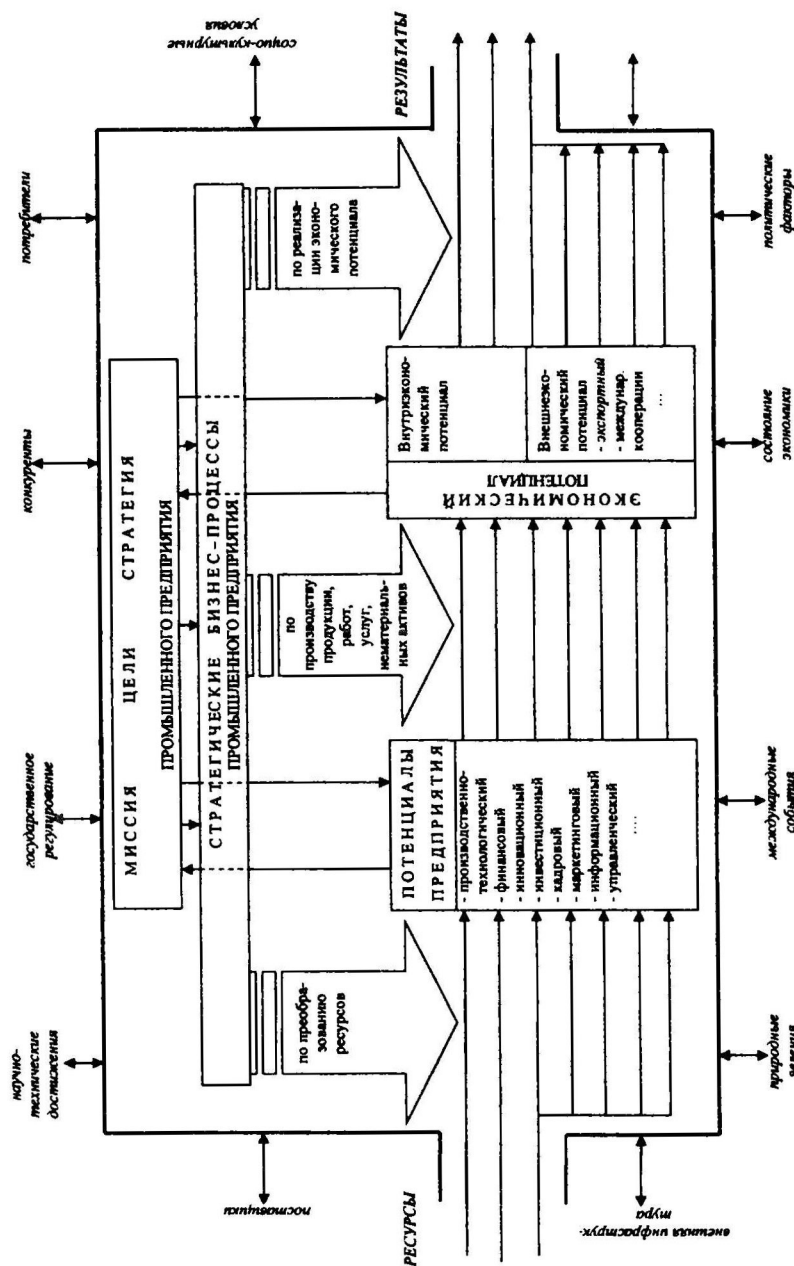 научно-
технические
достижения
государственное
регулирование
конкуренты
потребители
социо-культурные
условия
МИССИЯ ЦЕЛИ СТРАТЕГИЯ
ПРОМЫШЛЕННОГО ПРЕДПРИЯТИЯ
СТРАТЕГИЧЕСКИЕ БИЗНЕС-ПРОЦЕССЫ
ПРОМЫШЛЕННОГО ПРЕДПРИЯТИЯ
поставщики
по преобра-
зованию
ресурсов
по
производству
продукции,
работ,
услуг,
нематериаль-
ных активов
по реализа-
ции эконо-
мического
потенциала
РЕСУРСЫ
ПОТЕНЦИАЛЫ
ПРЕДПРИЯТИЯ
- производственно-
технологический
- финансовый
- инновационный
- инвестиционный
- кадровый
- маркетинговый
- информационный
- управленческий
.....
ЭКОНОМИЧЕСКИЙ
ПОТЕНЦИАЛ
Внутриэконо-
мический
потенциал
Внешнеэко-
номический
потенциал
- экспортный
- междунар.
кооперации
...
РЕЗУЛЬТАТЫ
внешняя инфраструк-
тура
природные
явления
международные
события
состояние
экономики
политические
факторы